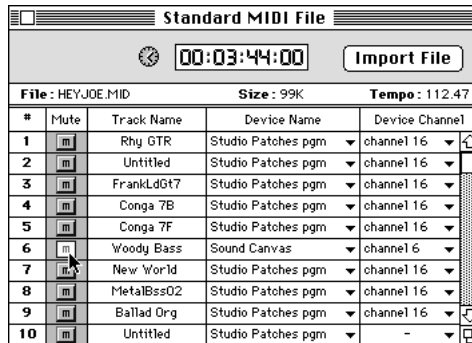 Standard MIDI File
00:03:44:00 Import File
File: HEYJOE.MID Size: 99K Tempo: 112.47
# Mute Track Name Device Name Device Channel
1 m Rhy GTR Studio Patches pgm channel 16
2 m Untitled Studio Patches pgm channel 16
3 m FrankLdGt7 Studio Patches pgm channel 16
4 m Conga 7B Studio Patches pgm channel 16
5 m Conga 7F Studio Patches pgm channel 16
6 m Woody Bass Sound Canvas channel 6
7 m New World Studio Patches pgm channel 16
8 m MetalBss02 Studio Patches pgm channel 16
9 m Ballad Org Studio Patches pgm channel 16
10 m Untitled Studio Patches pgm -